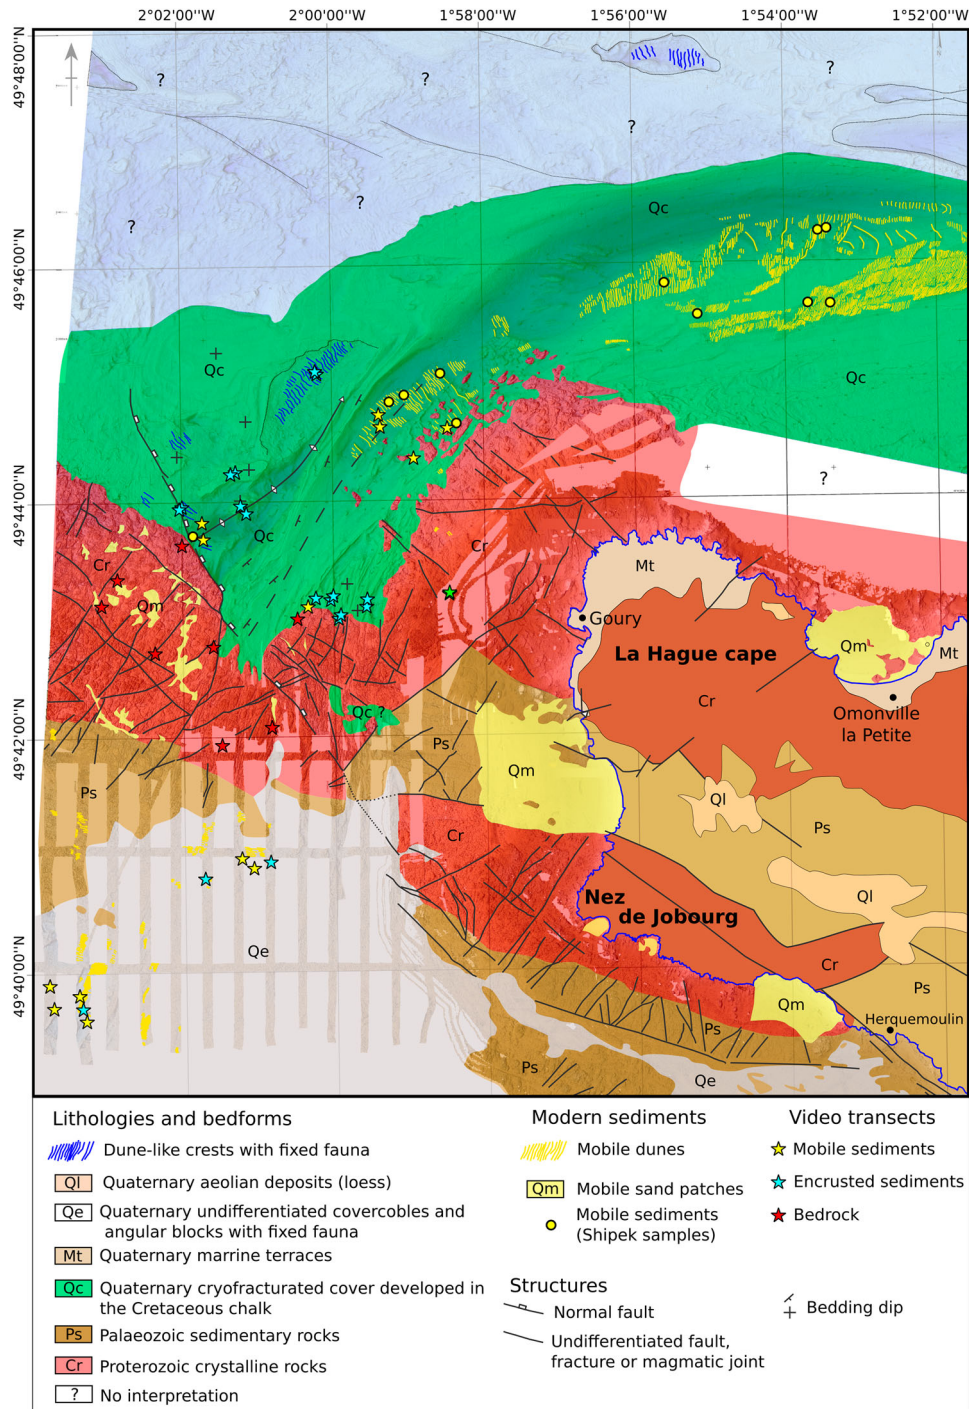 2°02'00''W
2°00'00''W
1°58'00''W
1°56'00''W
1°54'00''W
1°52'00''W
49°48'00''N
?
?
?
?
?
?
Qc
49°46'00''N
Qc
Qc
49°44'00''N
?
Qc
Cr
Cr
Mt
Qm
Goury
La Hague cape
Qm
Mt
Cr
Omonville
la Petite
Qc ?
49°42'00''N
Ps
Qm
Ps
Ql
Ps
Cr
Nez
de Jobourg
Ql
Qe
Cr
49°40'00''N
Ps
Qm
Herquemoulin
Ps
Ps
Qe
Lithologies and bedforms
Dune-like crests with fixed fauna
Ql Quaternary aeolian deposits (loess)
Qe Quaternary undifferentiated covercobles and
angular blocks with fixed fauna
Mt Quaternary marrine terraces
Qc Quaternary cryofracturated cover developed in
the Cretaceous chalk
Ps Palaeozoic sedimentary rocks
Cr Proterozoic crystalline rocks
? No interpretation
Modern sediments
Mobile dunes
Qm Mobile sand patches
Mobile sediments
(Shipek samples)
Video transects
Mobile sediments
Encrusted sediments
Bedrock
Structures
Normal fault
Undifferentiated fault,
fracture or magmatic joint
Bedding dip